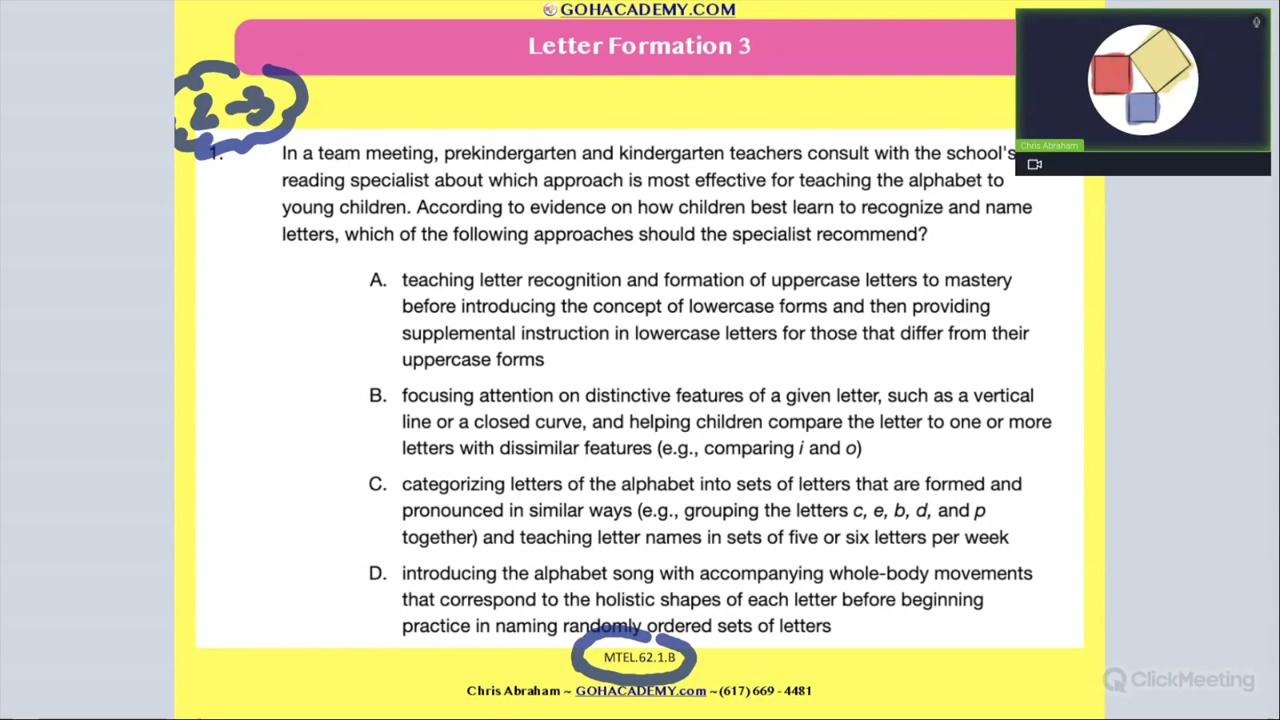 GOHACADEMY.COM
Letter Formation 3
2 →
1. In a team meeting, prekindergarten and kindergarten teachers consult with the school's
reading specialist about which approach is most effective for teaching the alphabet to
young children. According to evidence on how children best learn to recognize and name
letters, which of the following approaches should the specialist recommend?
A. teaching letter recognition and formation of uppercase letters to mastery
before introducing the concept of lowercase forms and then providing
supplemental instruction in lowercase letters for those that differ from their
uppercase forms
B. focusing attention on distinctive features of a given letter, such as a vertical
line or a closed curve, and helping children compare the letter to one or more
letters with dissimilar features (e.g., comparing i and o)
C. categorizing letters of the alphabet into sets of letters that are formed and
pronounced in similar ways (e.g., grouping the letters c, e, b, d, and p
together) and teaching letter names in sets of five or six letters per week
D. introducing the alphabet song with accompanying whole-body movements
that correspond to the holistic shapes of each letter before beginning
practice in naming randomly ordered sets of letters
MTEL.62.1.B
Chris Abraham ~ GOHACADEMY.com ~(617) 669 - 4481
Chris Abraham
ClickMeeting